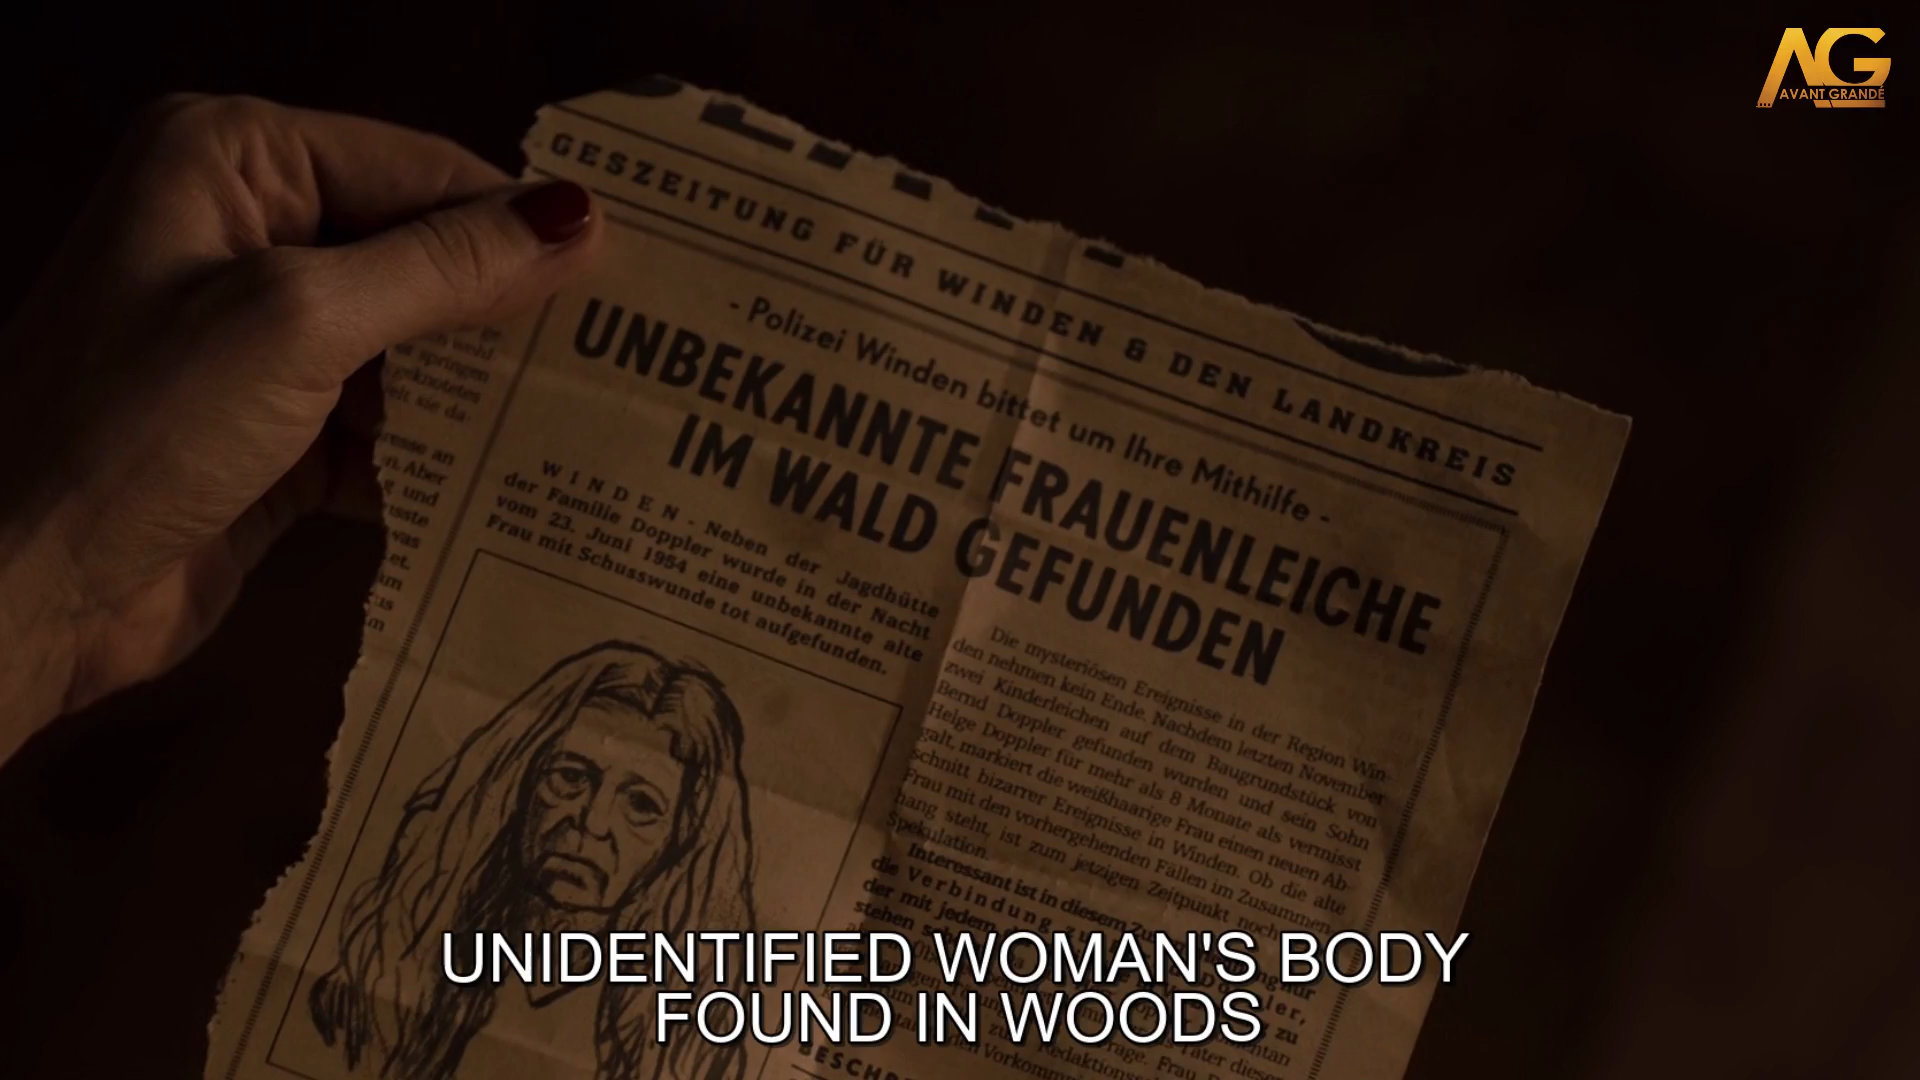 AG
AVANT GRANDÉ
GESZEITUNG FÜR WINDEN & DEN LANDKREIS
- Polizei Winden bittet um Ihre Mithilfe -
UNBEKANNTE FRAUENLEICHE
IM WALD GEFUNDEN
WINDEN - Neben der Jagdhütte
der Familie Doppler wurde in der Nacht
vom 23. Juni 1954 eine unbekannte alte
Frau mit Schusswunde tot aufgefunden.
Die mysteriösen Ereignisse in der Region Win-
den nehmen kein Ende. Nachdem letzten November
zwei Kinderleichen auf dem Baugrundstück von
Bernd Doppler gefunden wurden und sein Sohn
Helge Doppler für mehr als 8 Monate als vermisst
galt, markiert die weißhaarige Frau einen neuen Ab-
schnitt bizarrer Ereignisse in Winden. Ob die alte
Frau mit den vorhergehenden Fällen im Zusammen-
hang steht, ist zum jetzigen Zeitpunkt noch
Spekulation.
Interessant ist in diesem
die Verbindung
der mit jedem
stehen
UNIDENTIFIED WOMAN'S BODY
FOUND IN WOODS